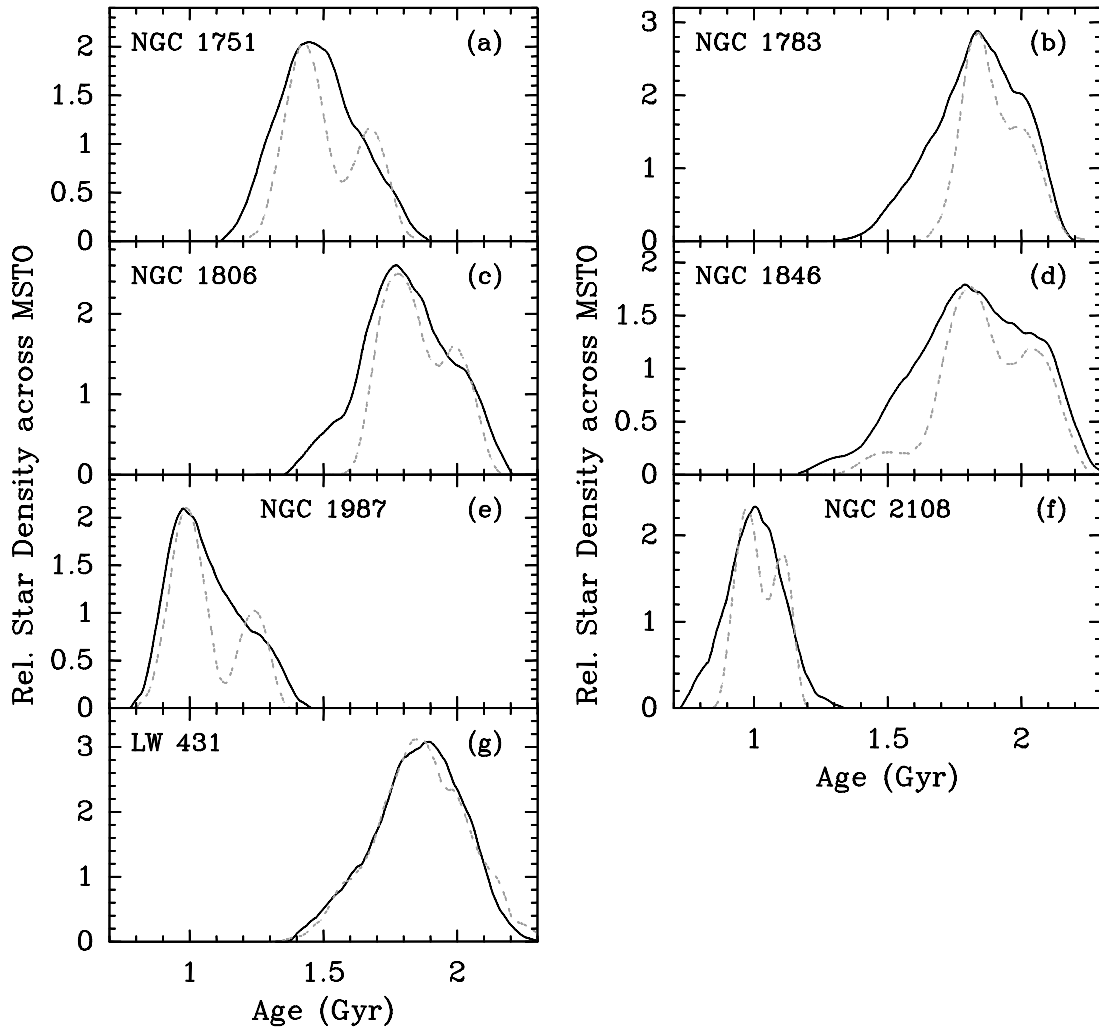 NGC 1751 (a)
2
1.5
1
0.5
0
NGC 1783 (b)
3
2
1
0
NGC 1806 (c)
2
1
0
NGC 1846 (d)
2
1.5
1
0.5
0
NGC 1987 (e)
2
1.5
1
0.5
0
NGC 2108 (f)
2
1
0
1 1.5 2
Age (Gyr)
LW 431 (g)
3
2
1
0
1 1.5 2
Age (Gyr)
Rel. Star Density across MSTO
Rel. Star Density across MSTO